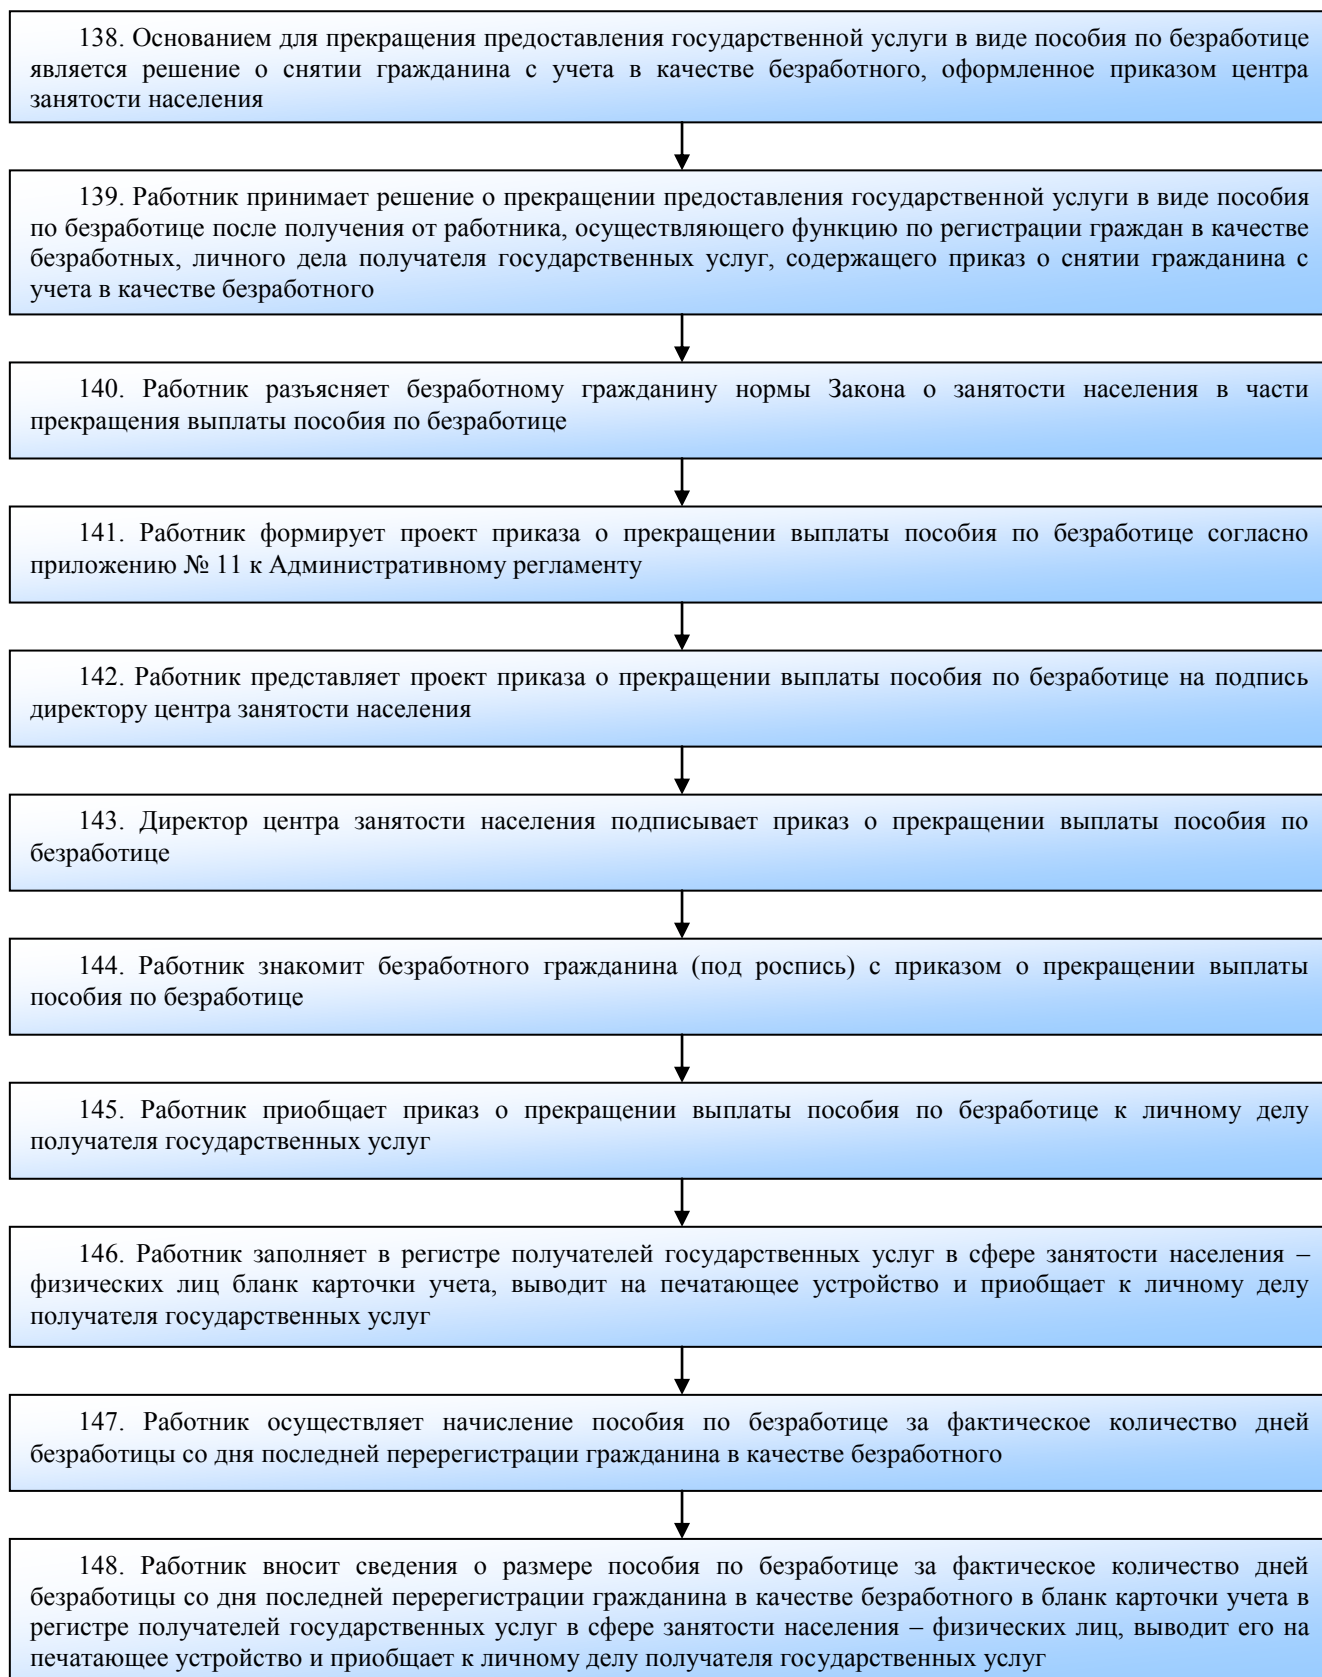 138. Основанием для прекращения предоставления государственной услуги в виде пособия по безработице
является решение о снятии гражданина с учета в качестве безработного, оформленное приказом центра
занятости населения
139. Работник принимает решение о прекращении предоставления государственной услуги в виде пособия
по безработице после получения от работника, осуществляющего функцию по регистрации граждан в качестве
безработных, личного дела получателя государственных услуг, содержащего приказ о снятии гражданина с
учета в качестве безработного
140. Работник разъясняет безработному гражданину нормы Закона о занятости населения в части
прекращения выплаты пособия по безработице
141. Работник формирует проект приказа о прекращении выплаты пособия по безработице согласно
приложению № 11 к Административному регламенту
142. Работник представляет проект приказа о прекращении выплаты пособия по безработице на подпись
директору центра занятости населения
143. Директор центра занятости населения подписывает приказ о прекращении выплаты пособия по
безработице
144. Работник знакомит безработного гражданина (под роспись) с приказом о прекращении выплаты
пособия по безработице
145. Работник приобщает приказ о прекращении выплаты пособия по безработице к личному делу
получателя государственных услуг
146. Работник заполняет в регистре получателей государственных услуг в сфере занятости населения –
физических лиц бланк карточки учета, выводит на печатающее устройство и приобщает к личному делу
получателя государственных услуг
147. Работник осуществляет начисление пособия по безработице за фактическое количество дней
безработицы со дня последней перерегистрации гражданина в качестве безработного
148. Работник вносит сведения о размере пособия по безработице за фактическое количество дней
безработицы со дня последней перерегистрации гражданина в качестве безработного в бланк карточки учета в
регистре получателей государственных услуг в сфере занятости населения – физических лиц, выводит его на
печатающее устройство и приобщает к личному делу получателя государственных услуг